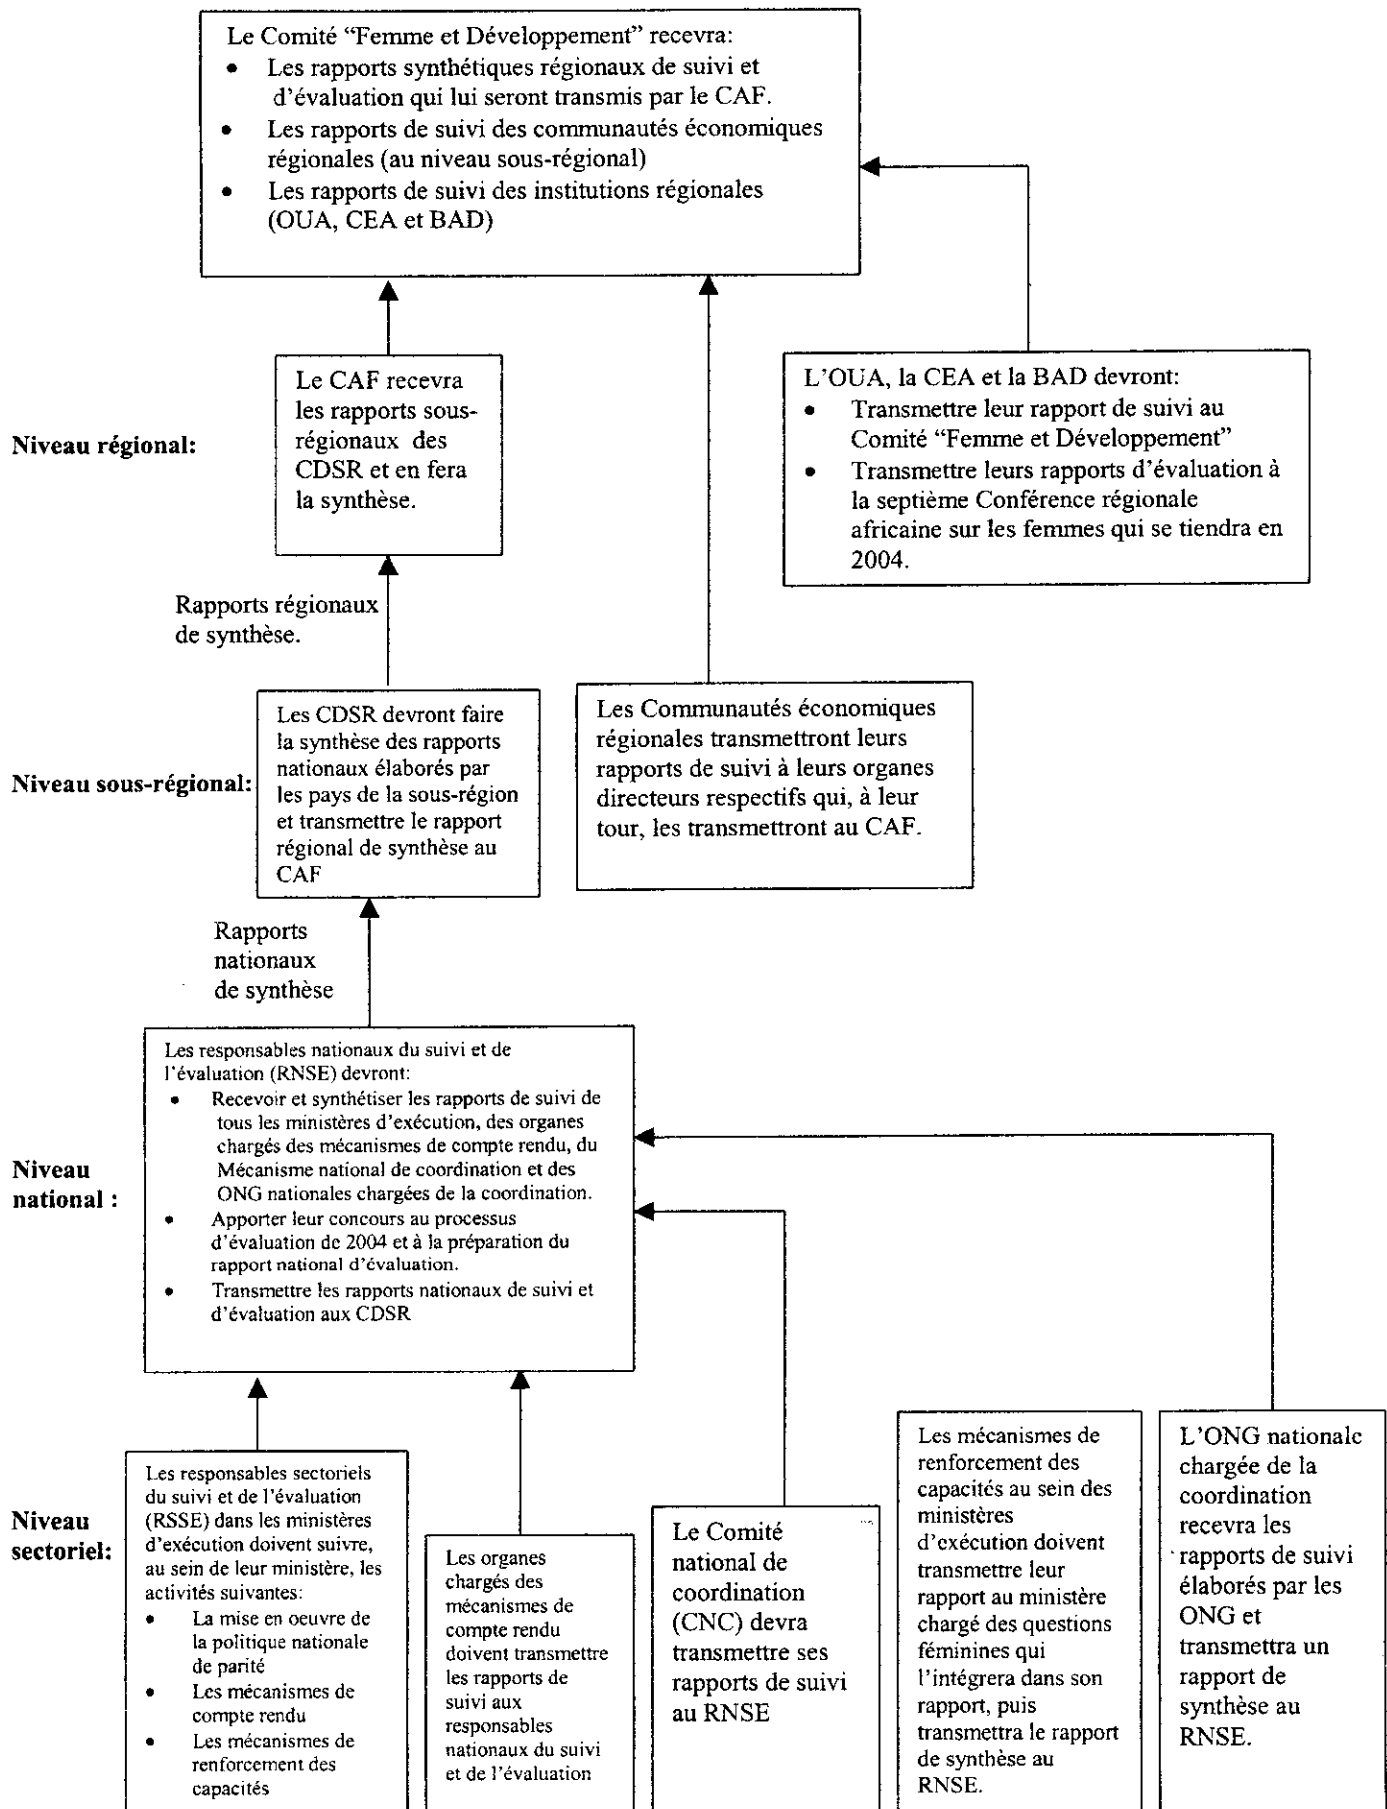 Le Comité “Femme et Développement” recevra:
• Les rapports synthétiques régionaux de suivi et
d’évaluation qui lui seront transmis par le CAF.
• Les rapports de suivi des communautés économiques
régionales (au niveau sous-régional)
• Les rapports de suivi des institutions régionales
(OUA, CEA et BAD)
Niveau régional:
Le CAF recevra
les rapports sous-
régionaux des
CDSR et en fera
la synthèse.
L’OUA, la CEA et la BAD devront:
• Transmettre leur rapport de suivi au
Comité “Femme et Développement”
• Transmettre leurs rapports d’évaluation à
la septième Conférence régionale
africaine sur les femmes qui se tiendra en
2004.
Rapports régionaux
de synthèse.
Niveau sous-régional:
Les CDSR devront faire
la synthèse des rapports
nationaux élaborés par
les pays de la sous-région
et transmettre le rapport
régional de synthèse au
CAF
Les Communautés économiques
régionales transmettront leurs
rapports de suivi à leurs organes
directeurs respectifs qui, à leur
tour, les transmettront au CAF.
Rapports
nationaux
de synthèse
Niveau
national :
Les responsables nationaux du suivi et de
l’évaluation (RNSE) devront:
• Recevoir et synthétiser les rapports de suivi de
tous les ministères d’exécution, des organes
chargés des mécanismes de compte rendu, du
Mécanisme national de coordination et des
ONG nationales chargées de la coordination.
• Apporter leur concours au processus
d’évaluation de 2004 et à la préparation du
rapport national d’évaluation.
• Transmettre les rapports nationaux de suivi et
d’évaluation aux CDSR
Niveau
sectoriel:
Les responsables sectoriels
du suivi et de l’évaluation
(RSSE) dans les ministères
d’exécution doivent suivre,
au sein de leur ministère, les
activités suivantes:
• La mise en oeuvre de
la politique nationale
de parité
• Les mécanismes de
compte rendu
• Les mécanismes de
renforcement des
capacités
Les organes
chargés des
mécanismes de
compte rendu
doivent transmettre
les rapports de
suivi aux
responsables
nationaux du suivi
et de l’évaluation
Le Comité
national de
coordination
(CNC) devra
transmettre ses
rapports de suivi
au RNSE
Les mécanismes de
renforcement des
capacités au sein des
ministères
d’exécution doivent
transmettre leur
rapport au ministère
chargé des questions
féminines qui
l’intégrera dans son
rapport, puis
transmettra le rapport
de synthèse au
RNSE.
L’ONG nationale
chargée de la
coordination
recevra les
rapports de suivi
élaborés par les
ONG et
transmettra un
rapport de
synthèse au
RNSE.